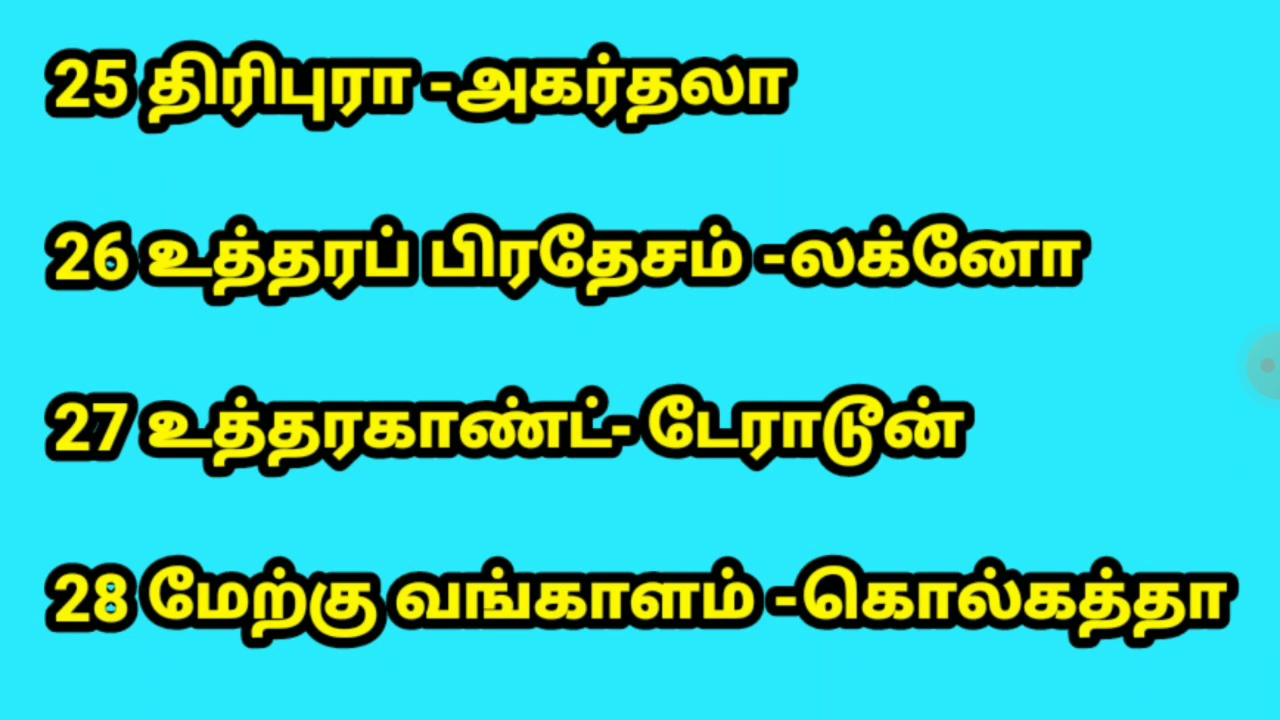 25 திரிபுரா -அகர்தலா
26 உத்தரப் பிரதேசம் -லக்னோ
27 உத்தரகாண்ட்- டேராடூன்
28 மேற்கு வங்காளம் -கொல்கத்தா